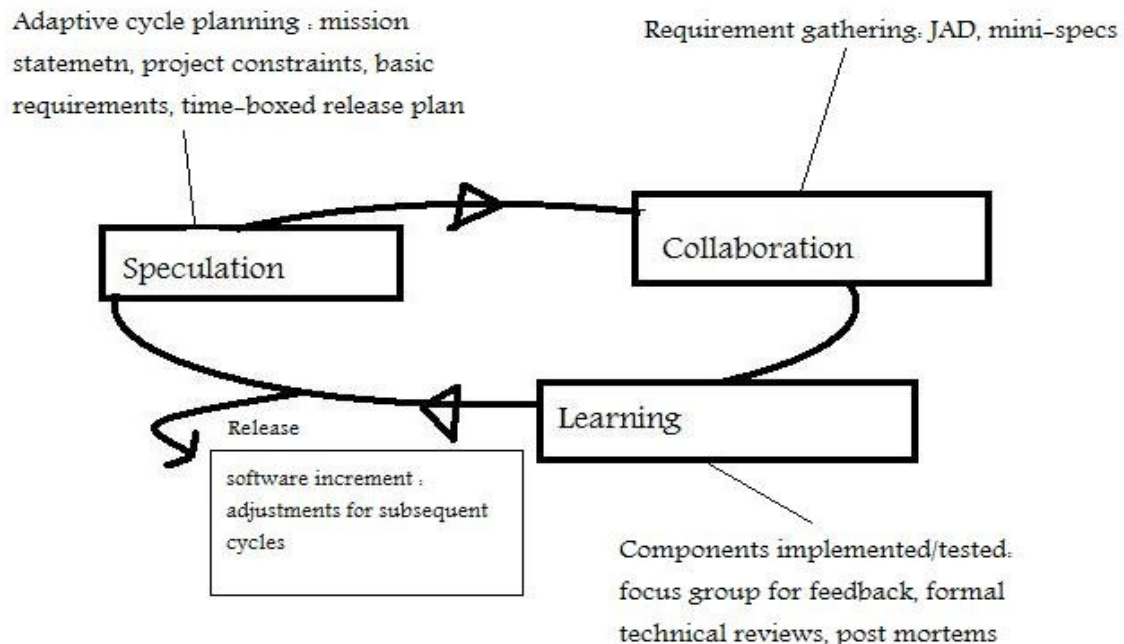 Adaptive cycle planning : mission
statemetn, project constraints, basic
requirements, time-boxed release plan
Requirement gathering: JAD, mini-specs
Speculation
Collaboration
Learning
Release
software increment :
adjustments for subsequent
cycles
Components implemented/tested:
focus group for feedback, formal
technical reviews, post mortems